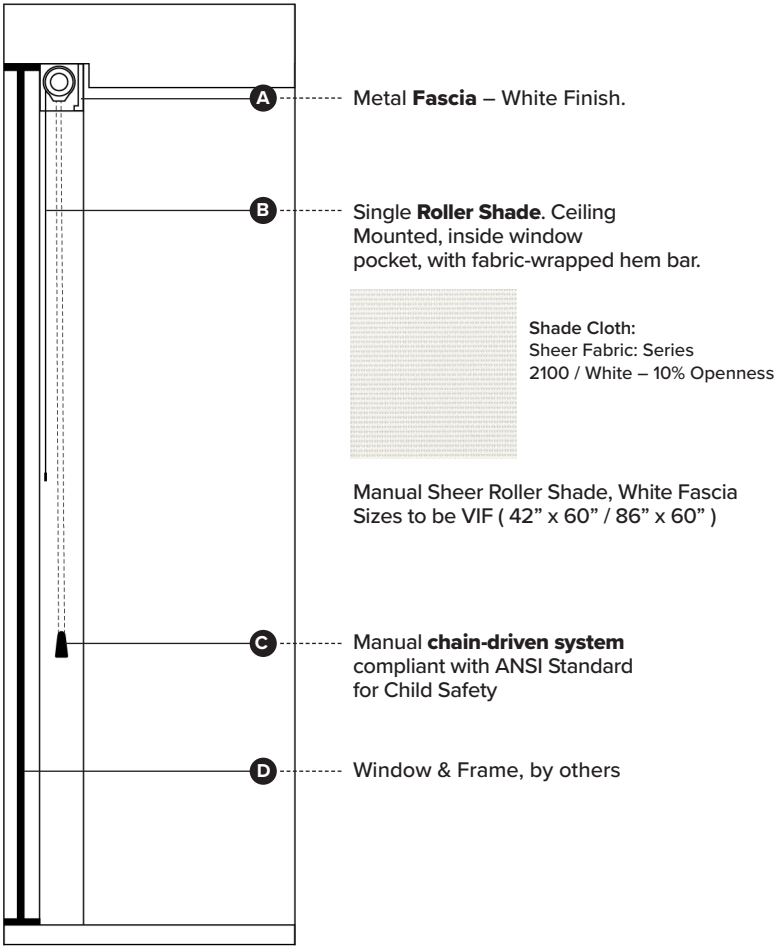 A Metal Fascia – White Finish.
B Single Roller Shade. Ceiling
Mounted, inside window
pocket, with fabric-wrapped hem bar.
Shade Cloth:
Sheer Fabric: Series
2100 / White – 10% Openness
Manual Sheer Roller Shade, White Fascia
Sizes to be VIF ( 42” x 60” / 86” x 60” )
C Manual chain-driven system
compliant with ANSI Standard
for Child Safety
D Window & Frame, by others